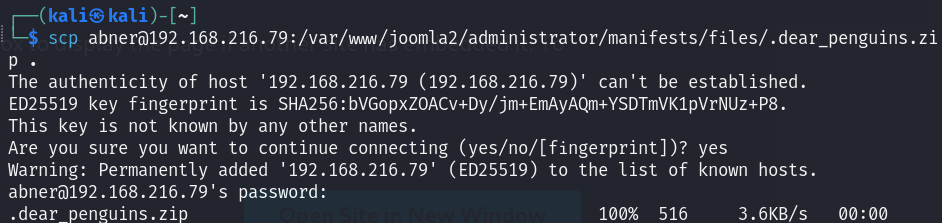 ┌──(kali㉿kali)-[~]
└─$ scp abner@192.168.216.79:/var/www/joomla2/administrator/manifests/files/.dear_penguins.zi
p .
The authenticity of host '192.168.216.79 (192.168.216.79)' can't be established.
ED25519 key fingerprint is SHA256:bVGopxZOACv+Dy/jm+EmAyAQm+YSDTmVK1pVrNUz+P8.
This key is not known by any other names.
Are you sure you want to continue connecting (yes/no/[fingerprint])? yes
Warning: Permanently added '192.168.216.79' (ED25519) to the list of known hosts.
abner@192.168.216.79's password:
.dear_penguins.zip 100% 516 3.6KB/s 00:00
Open Site in New Window